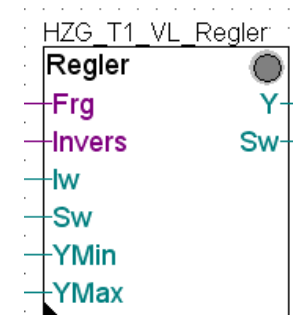 HZG_T1_VL_Regler
Regler
Frg Y
Invers Sw
Iw
Sw
YMin
YMax